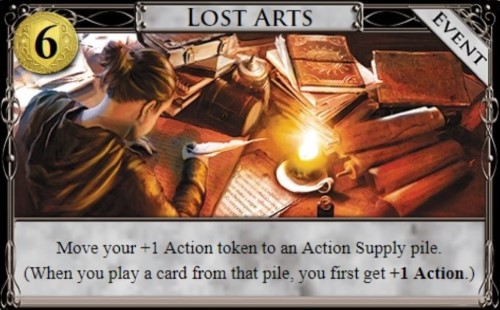 LOST ARTS
6
EVENT
Move your +1 Action token to an Action Supply pile.
(When you play a card from that pile, you first get +1 Action.)